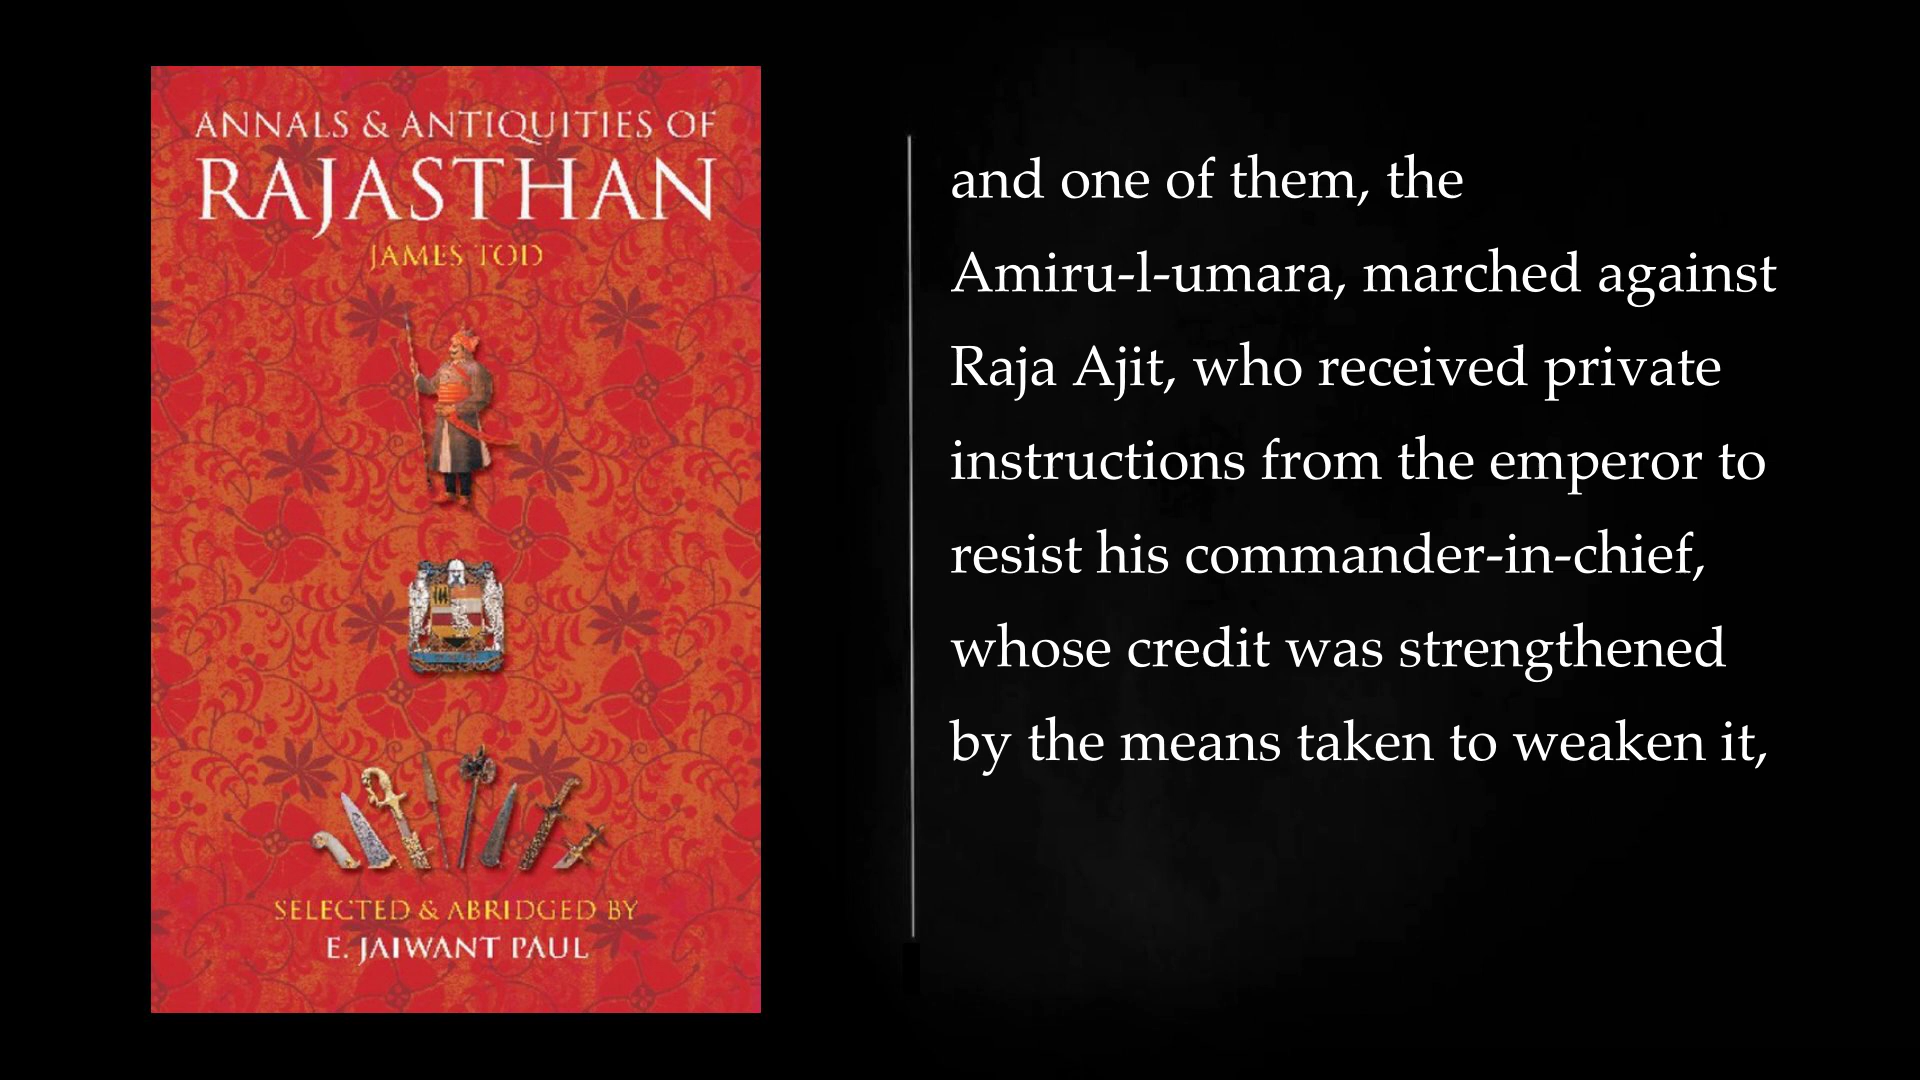 ANNALS & ANTIQUITIES OF
RAJASTHAN
JAMES TOD
SELECTED & ABRIDGED BY
E. JAIWANT PAUL
and one of them, the
Amiru-l-umara, marched against
Raja Ajit, who received private
instructions from the emperor to
resist his commander-in-chief,
whose credit was strengthened
by the means taken to weaken it,